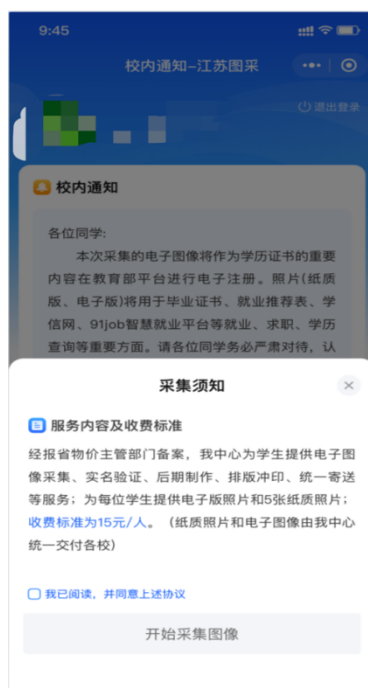 9:45
校内通知-江苏图采
退出登录
校内通知
各位同学:
本次采集的电子图像将作为学历证书的重要
内容在教育部平台进行电子注册。照片(纸质
版、电子版)将用于毕业证书、就业推荐表、学
信网、91job智慧就业平台等就业、求职、学历
查询等重要方面。请各位同学务必严肃对待，认
采集须知
服务内容及收费标准
经报省物价主管部门备案，我中心为学生提供电子图
像采集、实名验证、后期制作、排版冲印、统一寄送
等服务；为每位学生提供电子版照片和5张纸质照片；
收费标准为15元/人。（纸质照片和电子图像由我中心
统一交付各校）
我已阅读，并同意上述协议
开始采集图像